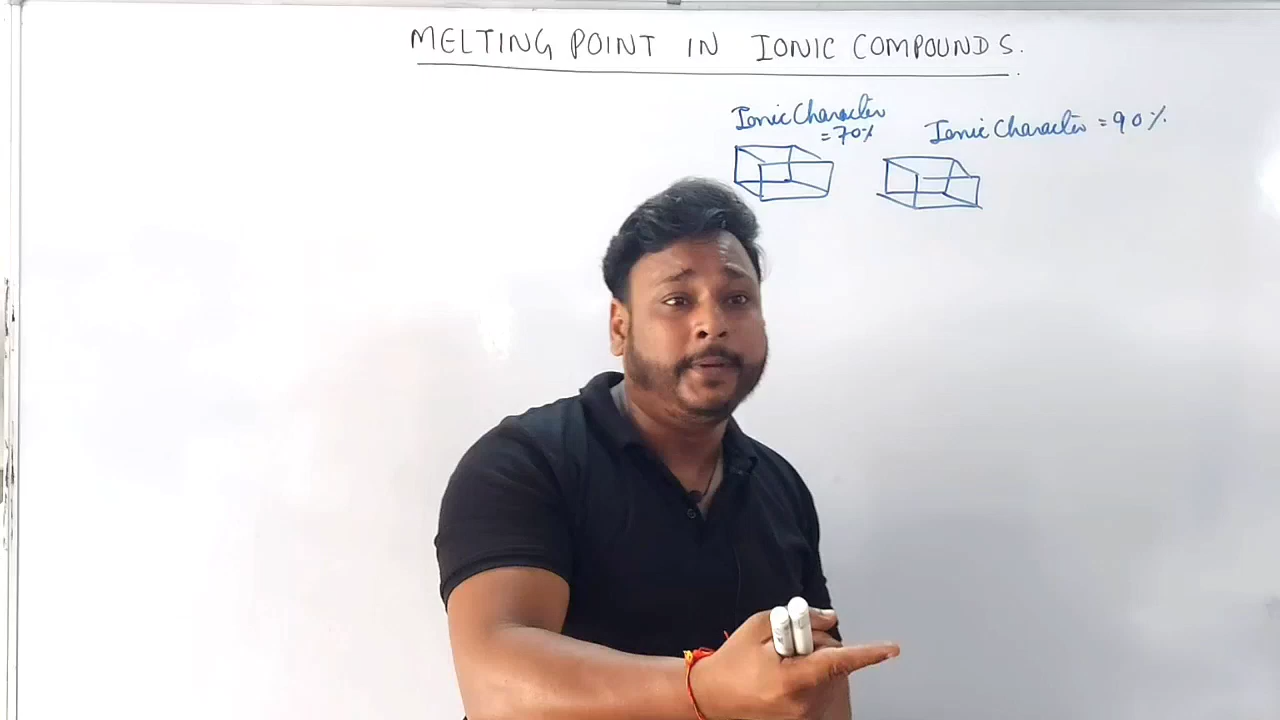 MELTING POINT IN IONIC COMPOUNDS.
Ionic Character
= 70%
Ionic Character = 90%